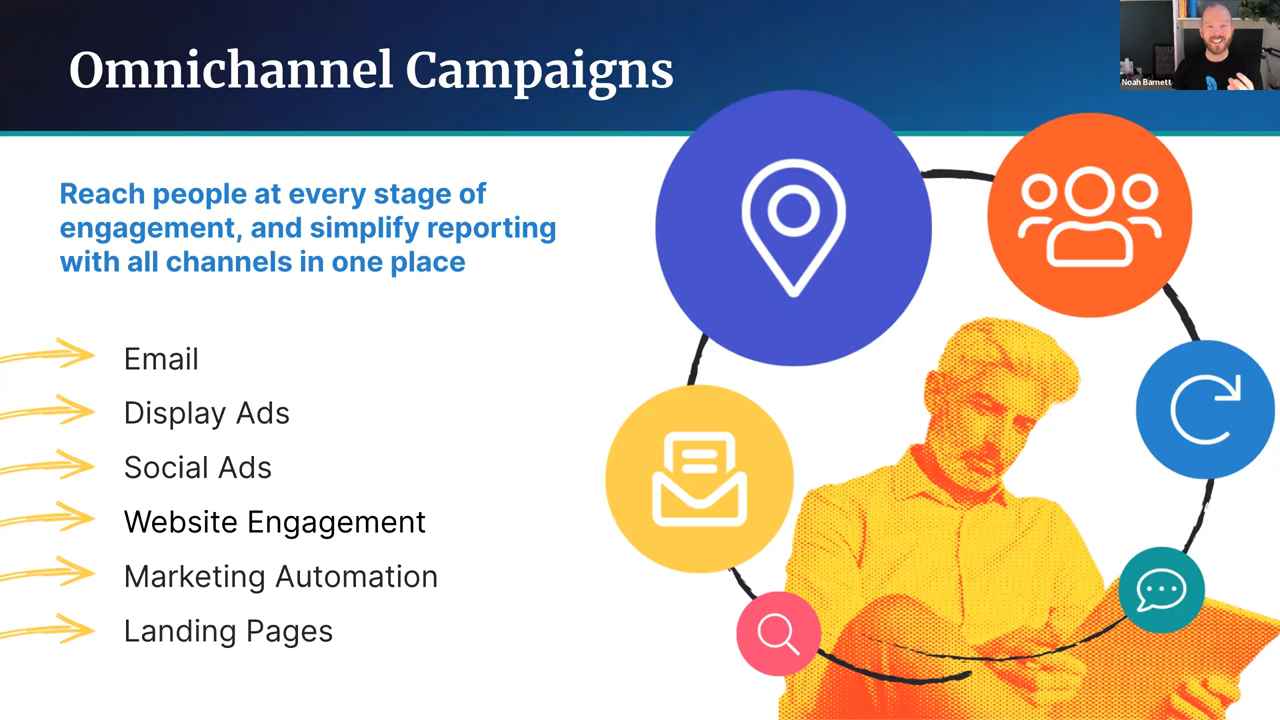 Omnichannel Campaigns
Noah Barnett
Reach people at every stage of
engagement, and simplify reporting
with all channels in one place
Email
Display Ads
Social Ads
Website Engagement
Marketing Automation
Landing Pages